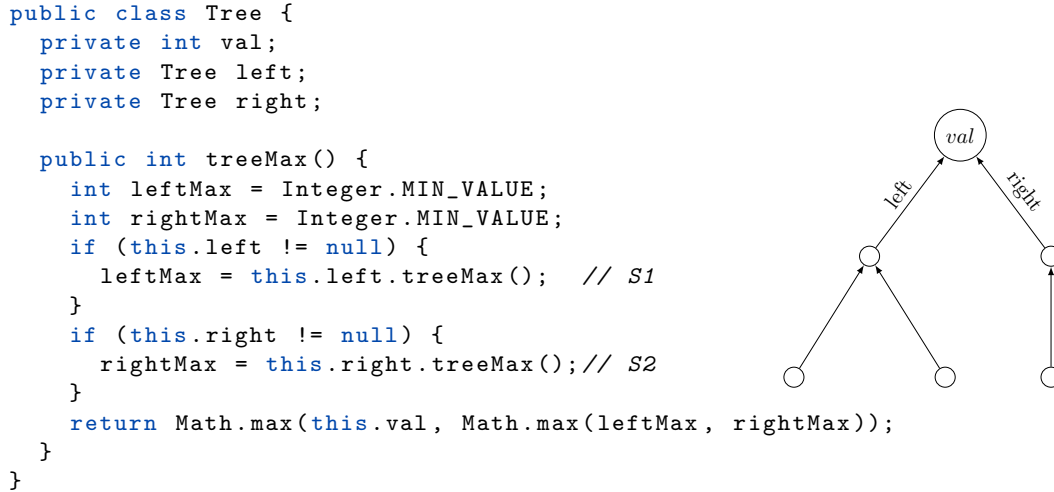 public class Tree {
  private int val;
  private Tree left;
  private Tree right;

  public int treeMax() {
    int leftMax = Integer.MIN_VALUE;
    int rightMax = Integer.MIN_VALUE;
    if (this.left != null) {
      leftMax = this.left.treeMax();  // S1
    }
    if (this.right != null) {
      rightMax = this.right.treeMax();// S2
    }
    return Math.max(this.val, Math.max(leftMax, rightMax));
  }
}
val
left
right